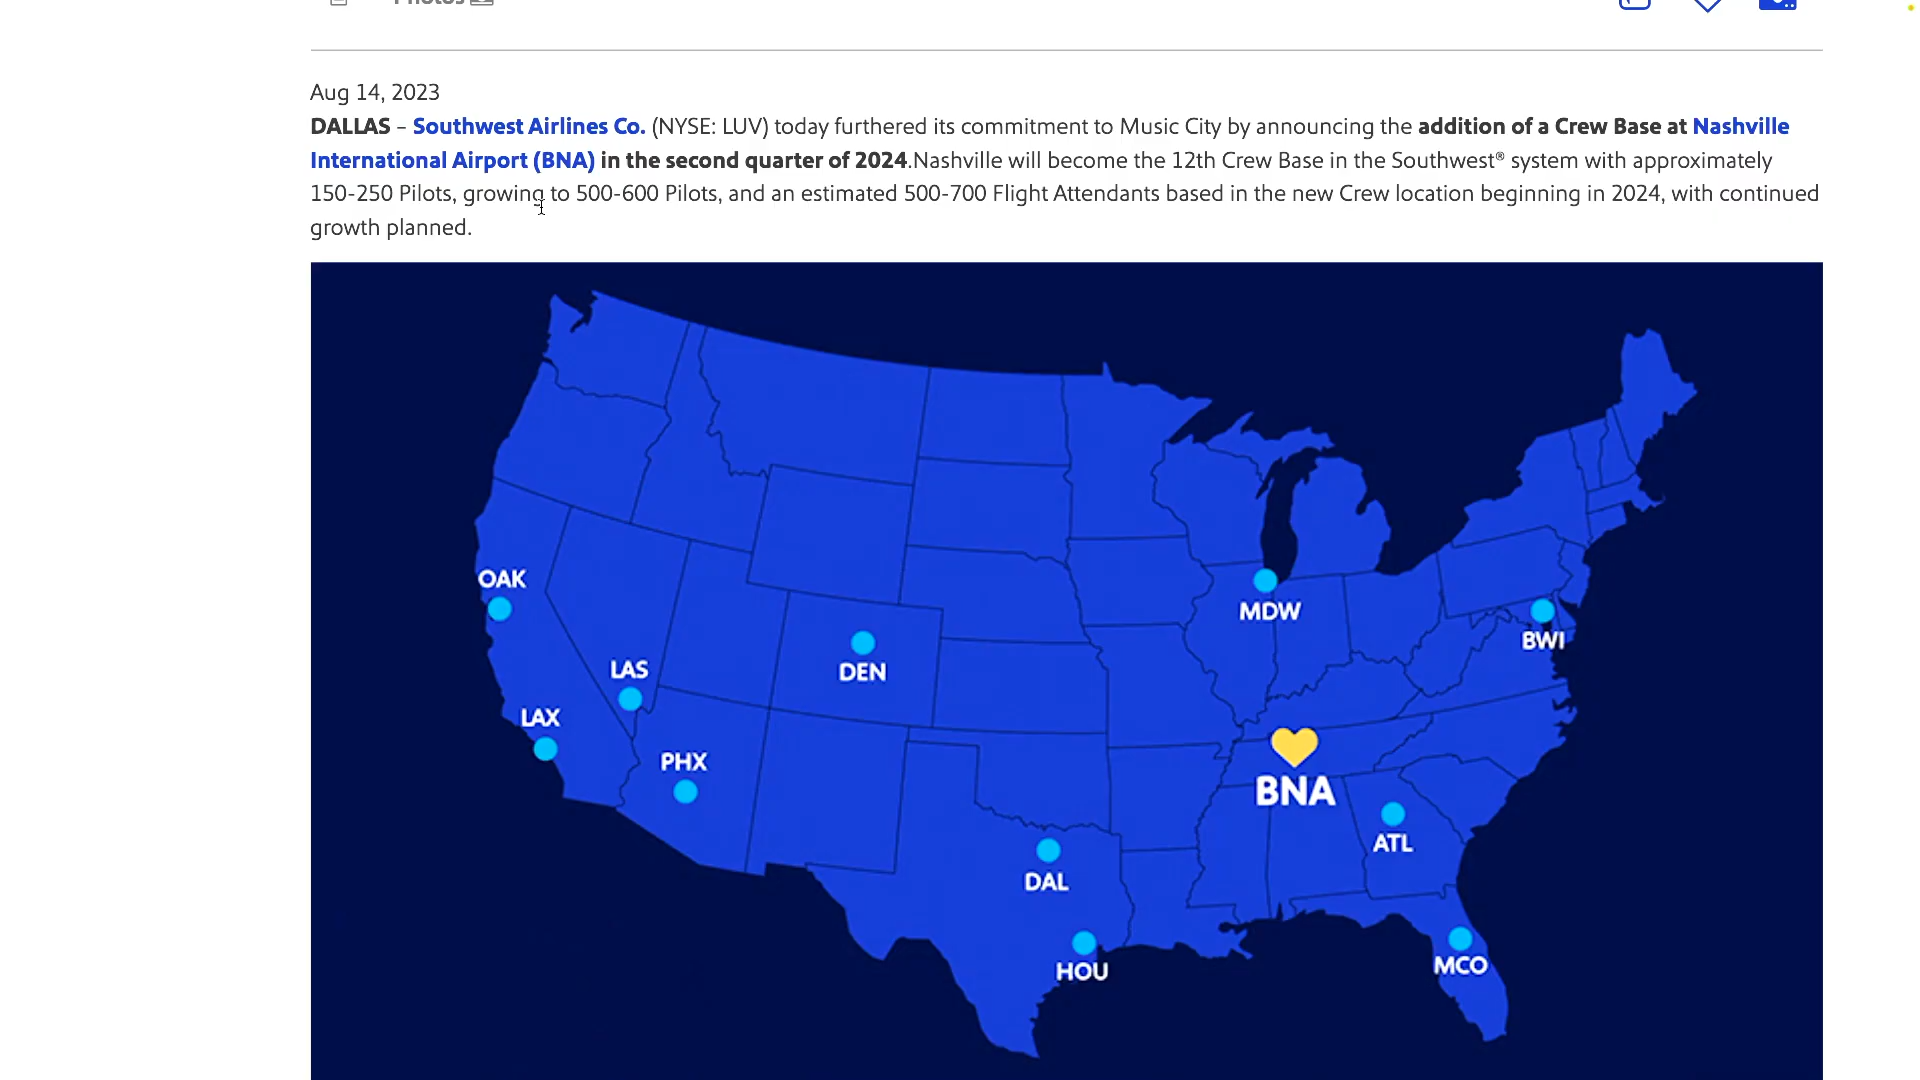 Photos
Aug 14, 2023
DALLAS – Southwest Airlines Co. (NYSE: LUV) today furthered its commitment to Music City by announcing the addition of a Crew Base at Nashville
International Airport (BNA) in the second quarter of 2024.Nashville will become the 12th Crew Base in the Southwest® system with approximately
150-250 Pilots, growing to 500-600 Pilots, and an estimated 500-700 Flight Attendants based in the new Crew location beginning in 2024, with continued
growth planned.
OAK
MDW
BWI
LAS
DEN
LAX
PHX
BNA
ATL
DAL
HOU
MCO